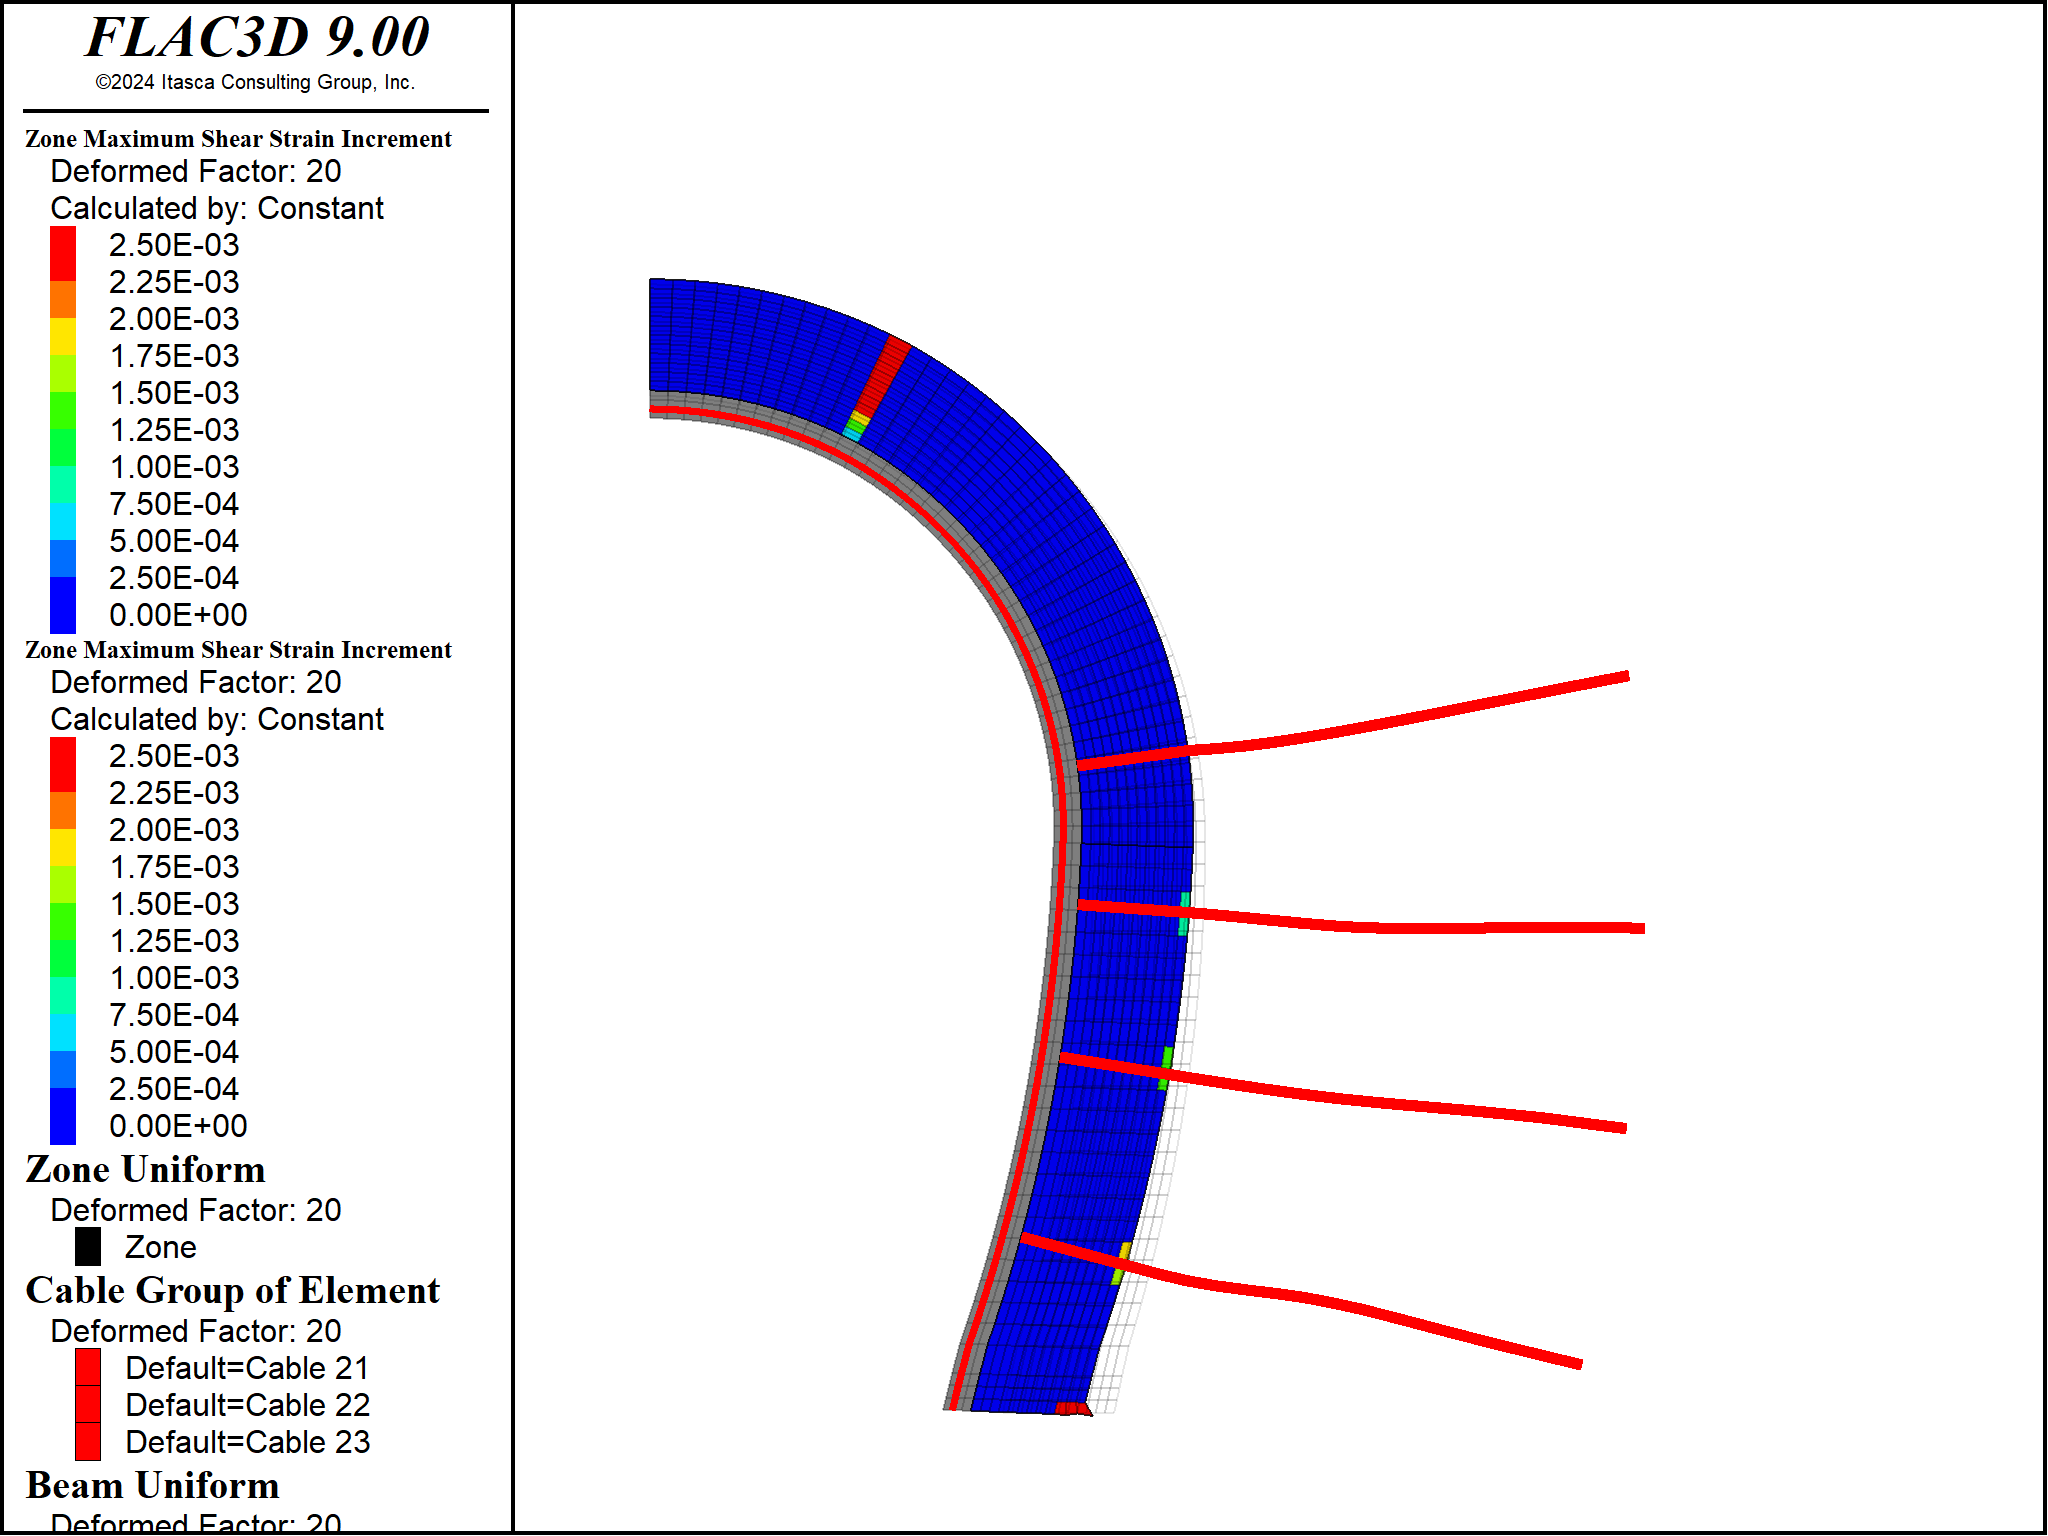 FLAC3D 9.00
©2024 Itasca Consulting Group, Inc.
Zone Maximum Shear Strain Increment
Deformed Factor: 20
Calculated by: Constant
2.50E-03
2.25E-03
2.00E-03
1.75E-03
1.50E-03
1.25E-03
1.00E-03
7.50E-04
5.00E-04
2.50E-04
0.00E+00
Zone Maximum Shear Strain Increment
Deformed Factor: 20
Calculated by: Constant
2.50E-03
2.25E-03
2.00E-03
1.75E-03
1.50E-03
1.25E-03
1.00E-03
7.50E-04
5.00E-04
2.50E-04
0.00E+00
Zone Uniform
Deformed Factor: 20
Zone
Cable Group of Element
Deformed Factor: 20
Default=Cable 21
Default=Cable 22
Default=Cable 23
Beam Uniform
Deformed Factor: 20